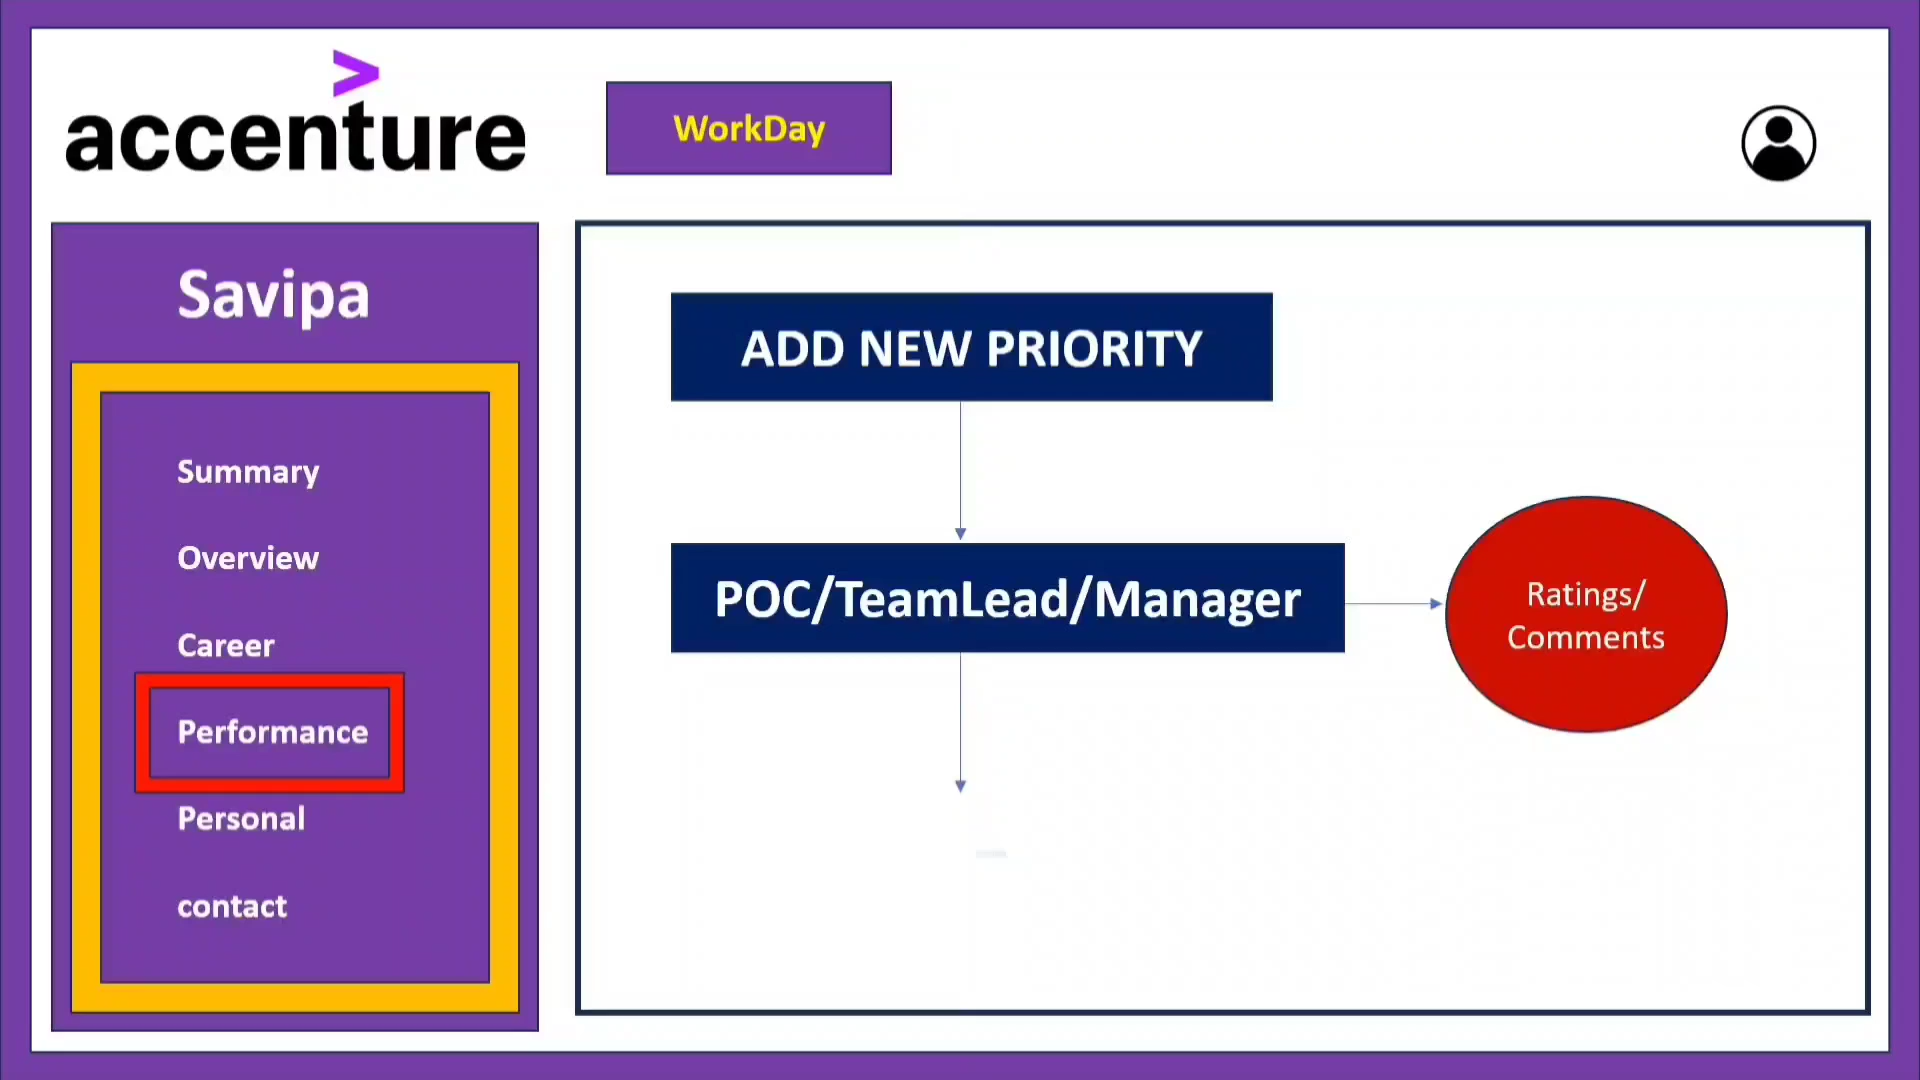 accenture
WorkDay
Savipa
Summary
Overview
Career
Performance
Personal
contact
ADD NEW PRIORITY
POC/TeamLead/Manager
Ratings/
Comments